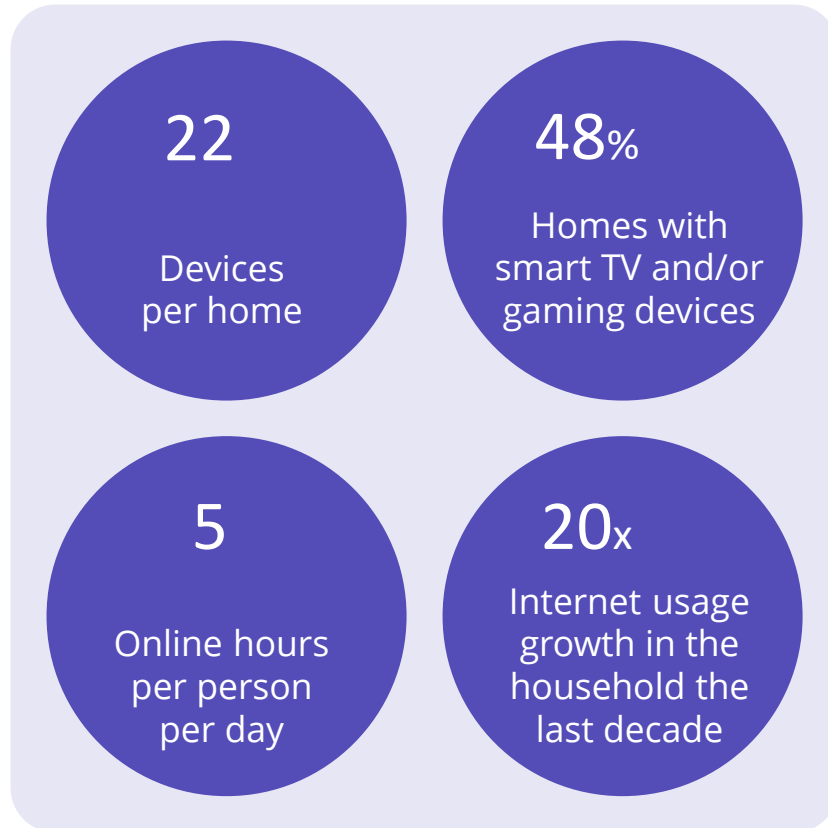 22
Devices
per home
48%
Homes with
smart TV and/or
gaming devices
5
Online hours
per person
per day
20x
Internet usage
growth in the
household the
last decade